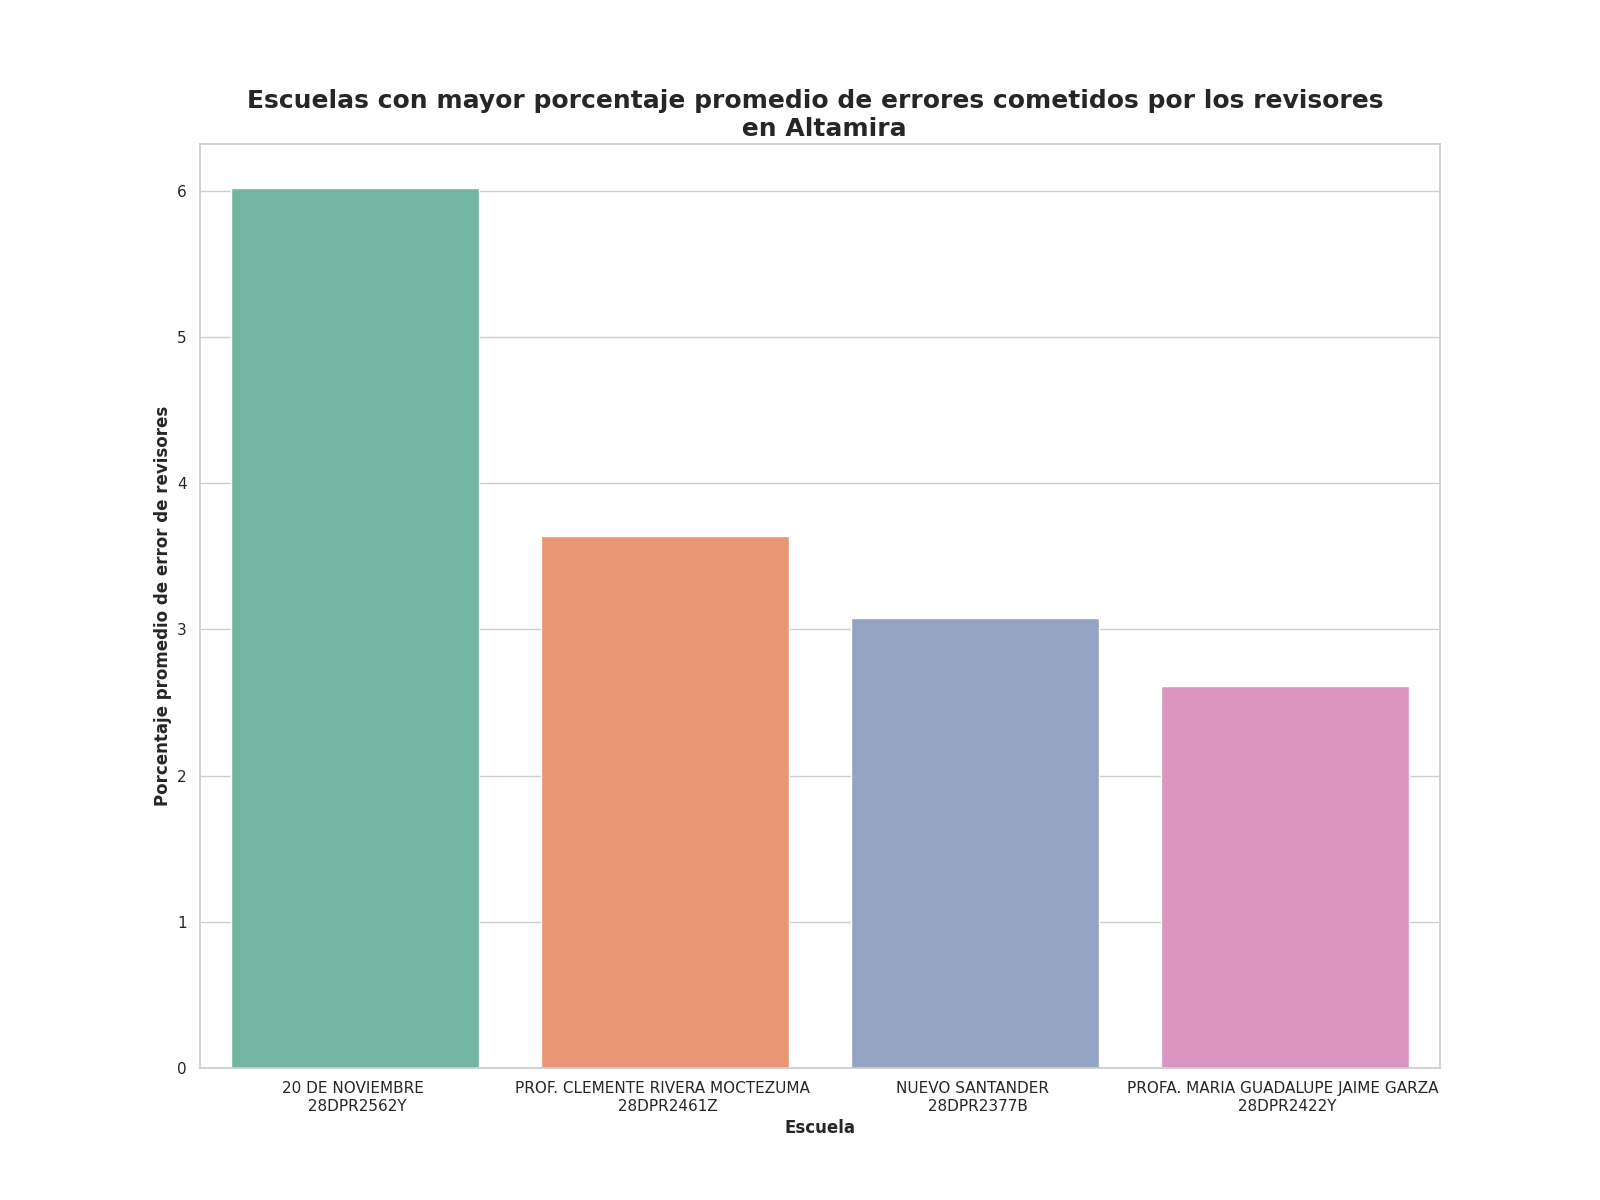 Escuelas con mayor porcentaje promedio de errores cometidos por los revisores
en Altamira
Porcentaje promedio de error de revisores
6
5
4
3
2
1
0
20 DE NOVIEMBRE
28DPR2562Y
PROF. CLEMENTE RIVERA MOCTEZUMA
28DPR2461Z
NUEVO SANTANDER
28DPR2377B
PROFA. MARIA GUADALUPE JAIME GARZA
28DPR2422Y
Escuela